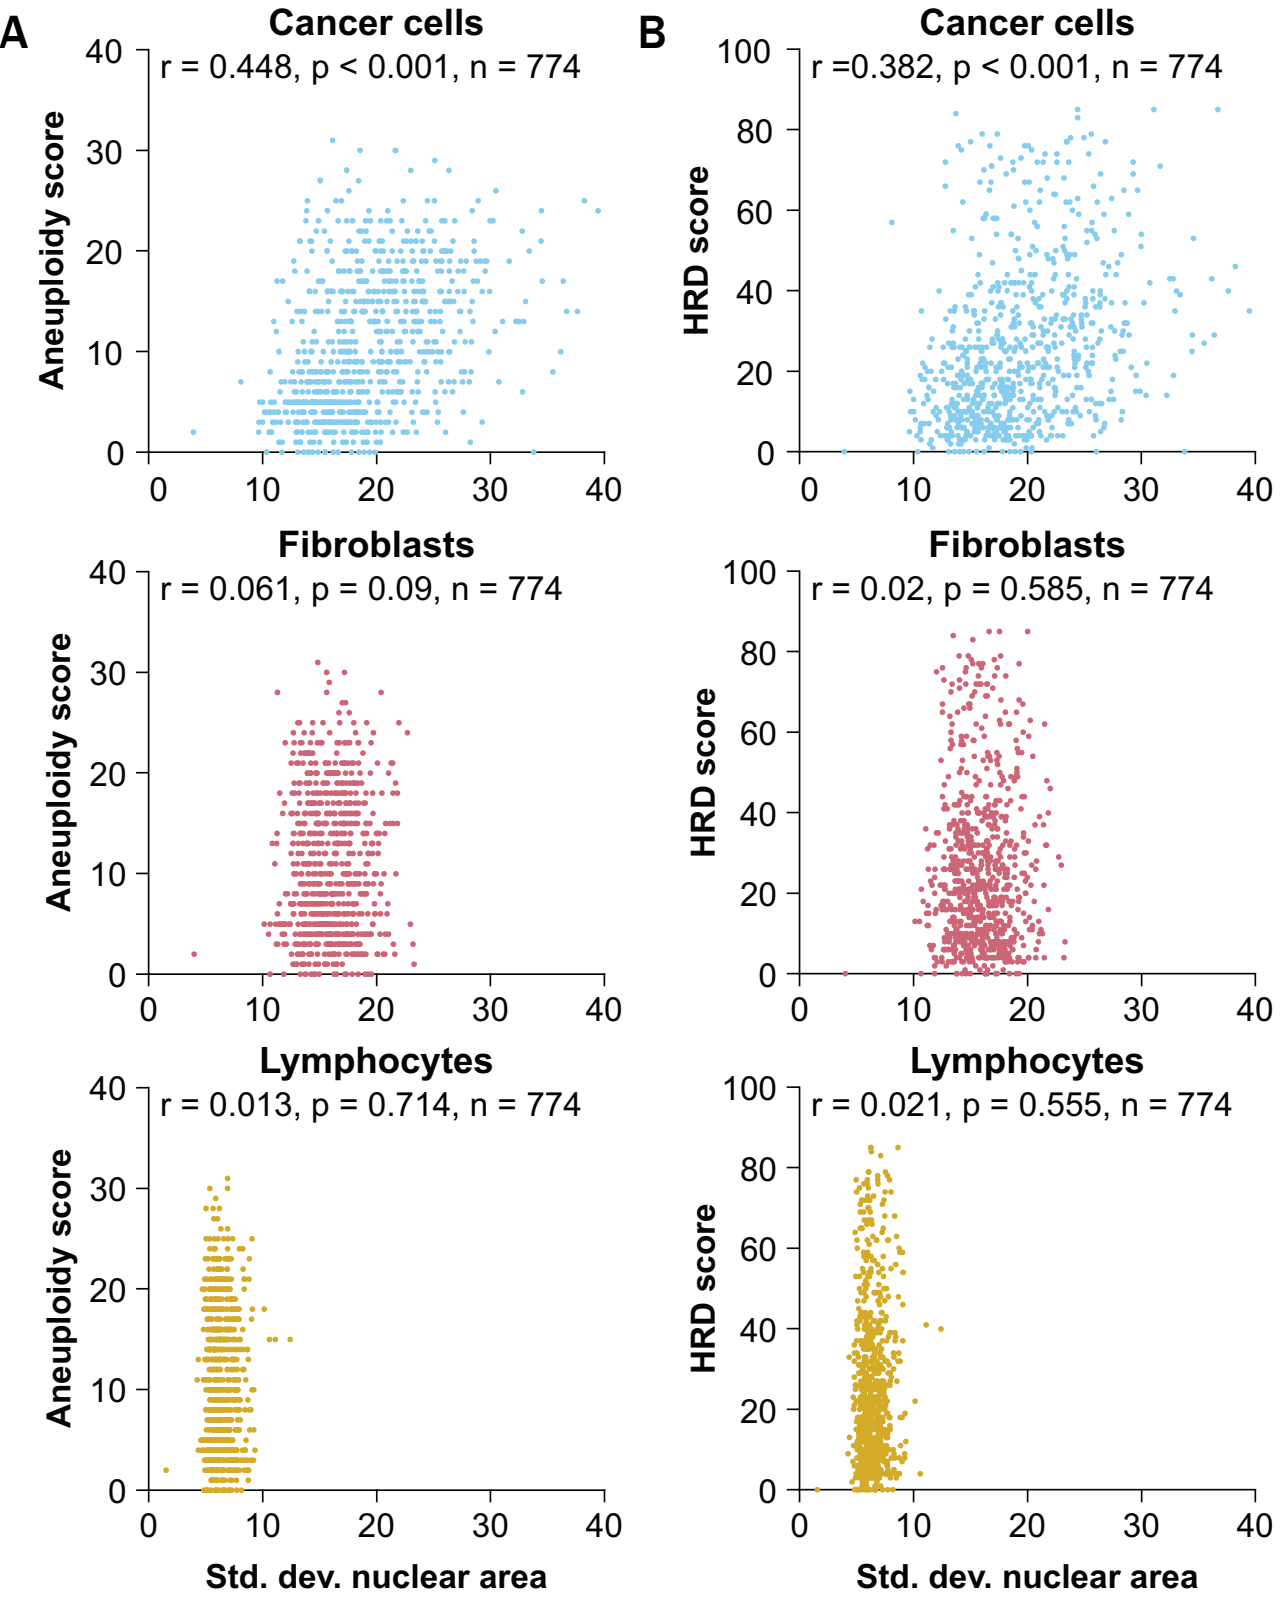 A
Cancer cells
r = 0.448, p < 0.001, n = 774
Aneuploidy score
40
30
20
10
0
0 10 20 30 40
B
Cancer cells
r =0.382, p < 0.001, n = 774
HRD score
100
80
60
40
20
0
0 10 20 30 40
Fibroblasts
r = 0.061, p = 0.09, n = 774
Aneuploidy score
40
30
20
10
0
0 10 20 30 40
Fibroblasts
r = 0.02, p = 0.585, n = 774
HRD score
100
80
60
40
20
0
0 10 20 30 40
Lymphocytes
r = 0.013, p = 0.714, n = 774
Aneuploidy score
40
30
20
10
0
0 10 20 30 40
Std. dev. nuclear area
Lymphocytes
r = 0.021, p = 0.555, n = 774
HRD score
100
80
60
40
20
0
0 10 20 30 40
Std. dev. nuclear area